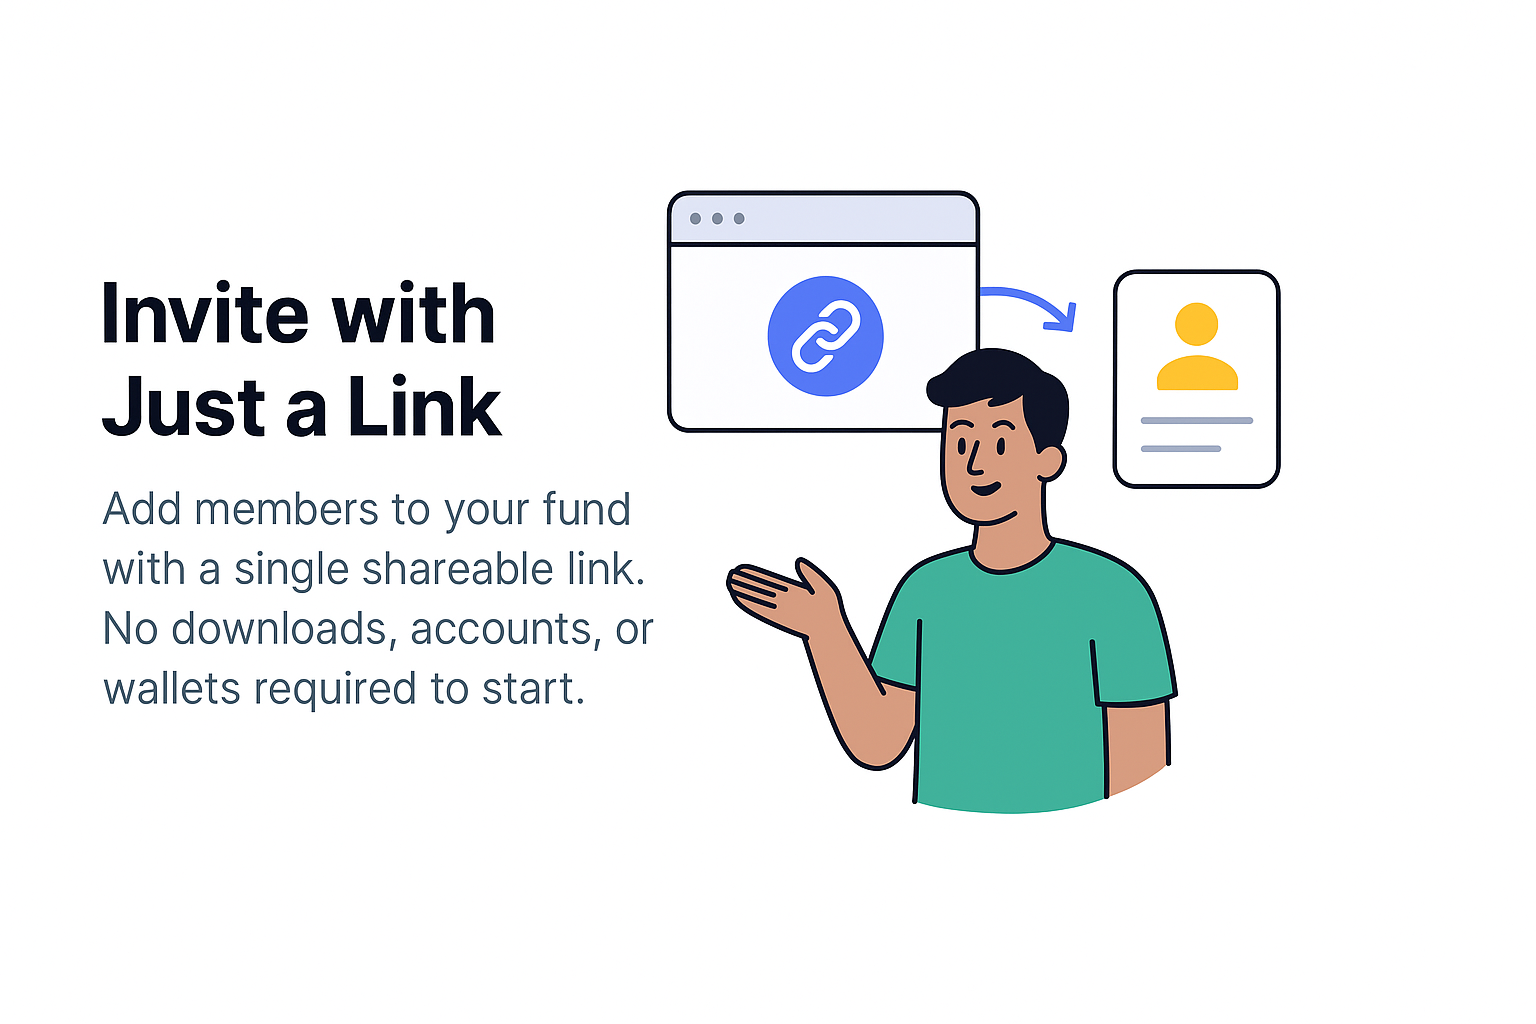 Invite with
Just a Link
Add members to your fund
with a single shareable link.
No downloads, accounts, or
wallets required to start.